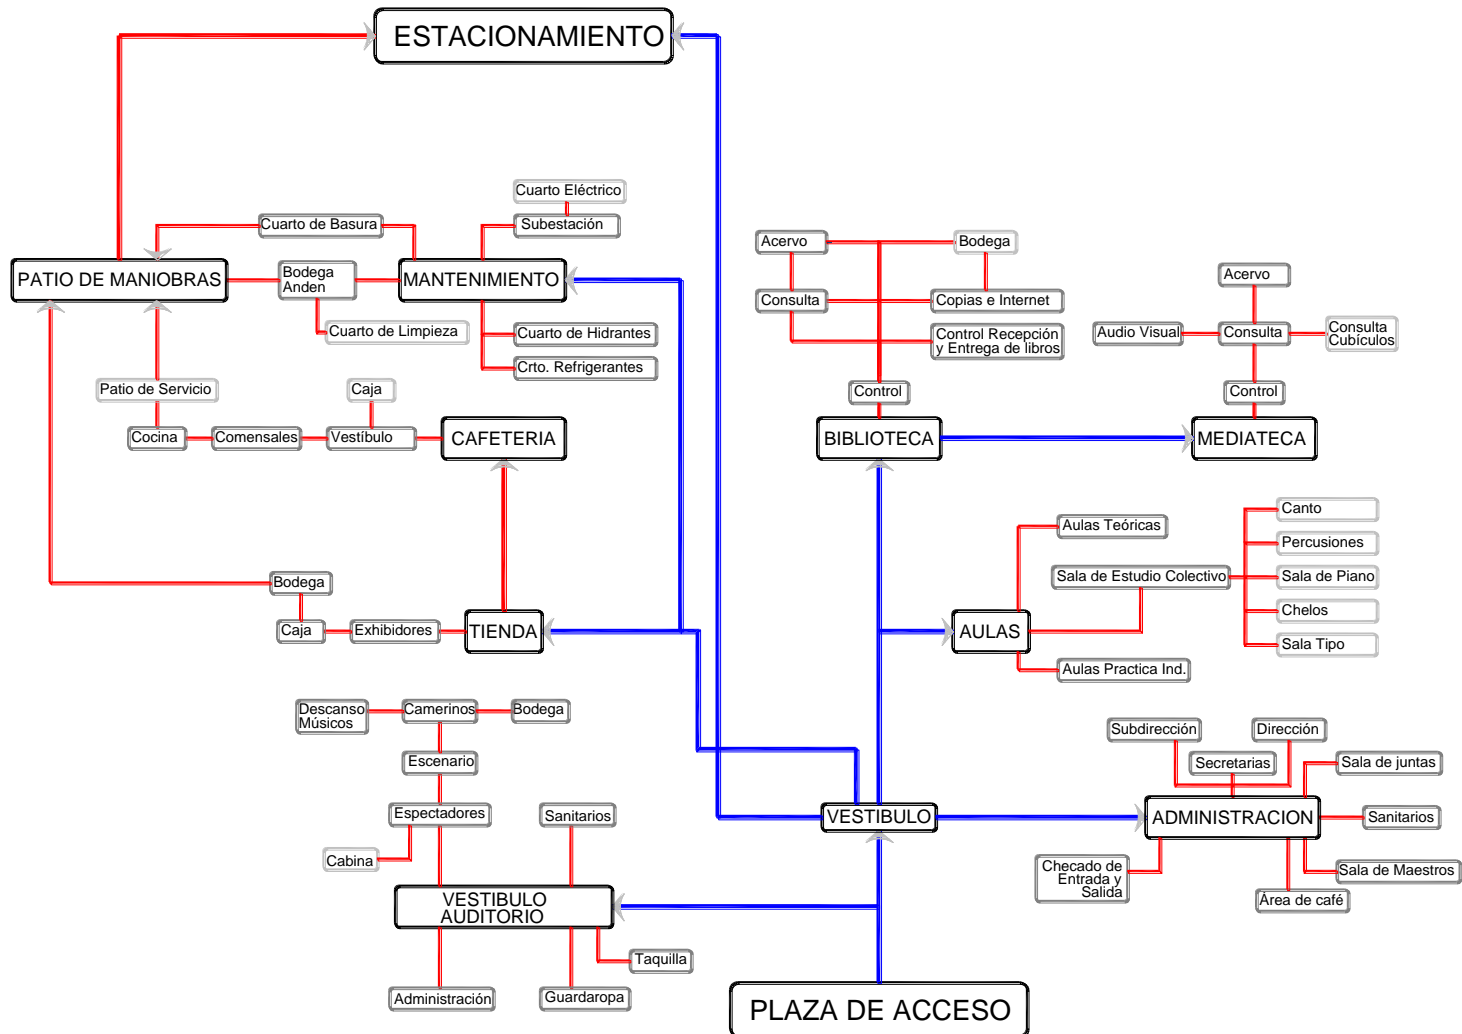 ESTACIONAMIENTO
Cuarto Eléctrico
Cuarto de Basura
Subestación
Acervo
Bodega
PATIO DE MANIOBRAS
Bodega
Anden
MANTENIMIENTO
Acervo
Consulta
Copias e Internet
Cuarto de Limpieza
Cuarto de Hidrantes
Control Recepción
y Entrega de libros
Audio Visual
Consulta
Consulta
Cubículos
Crto. Refrigerantes
Patio de Servicio
Caja
Control
Control
Cocina
Comensales
Vestíbulo
CAFETERIA
BIBLIOTECA
MEDIATECA
Canto
Aulas Teóricas
Percusiones
Bodega
Sala de Estudio Colectivo
Sala de Piano
Chelos
Caja
Exhibidores
TIENDA
AULAS
Sala Tipo
Aulas Practica Ind.
Descanso
Músicos
Camerinos
Bodega
Subdirección
Dirección
Escenario
Secretarias
Sala de juntas
Espectadores
Sanitarios
VESTIBULO
ADMINISTRACION
Sanitarios
Cabina
Checado de
Entrada y
Salida
Sala de Maestros
VESTIBULO
AUDITORIO
Área de café
Taquilla
Administración
Guardaropa
PLAZA DE ACCESO